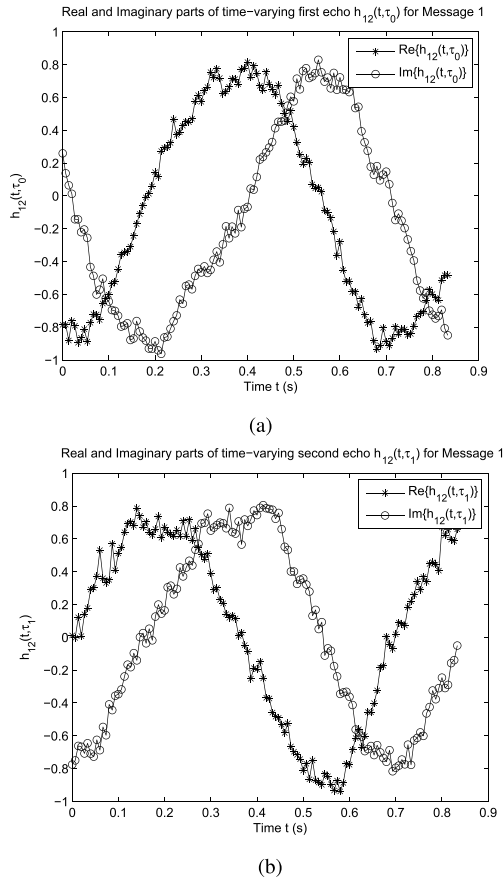 Real and Imaginary parts of time−varying first echo h12(t,τ0) for Message 1
Re{h12(t,τ0)}
Im{h12(t,τ0)}
1
0.8
0.6
0.4
0.2
0
−0.2
−0.4
−0.6
−0.8
−1
h12(t,τ0)
0 0.1 0.2 0.3 0.4 0.5 0.6 0.7 0.8 0.9
Time t (s)
(a)
Real and Imaginary parts of time−varying second echo h12(t,τ1) for Message 1
Re{h12(t,τ1)}
Im{h12(t,τ1)}
1
0.8
0.6
0.4
0.2
0
−0.2
−0.4
−0.6
−0.8
−1
h12(t,τ1)
0 0.1 0.2 0.3 0.4 0.5 0.6 0.7 0.8 0.9
Time t (s)
(b)